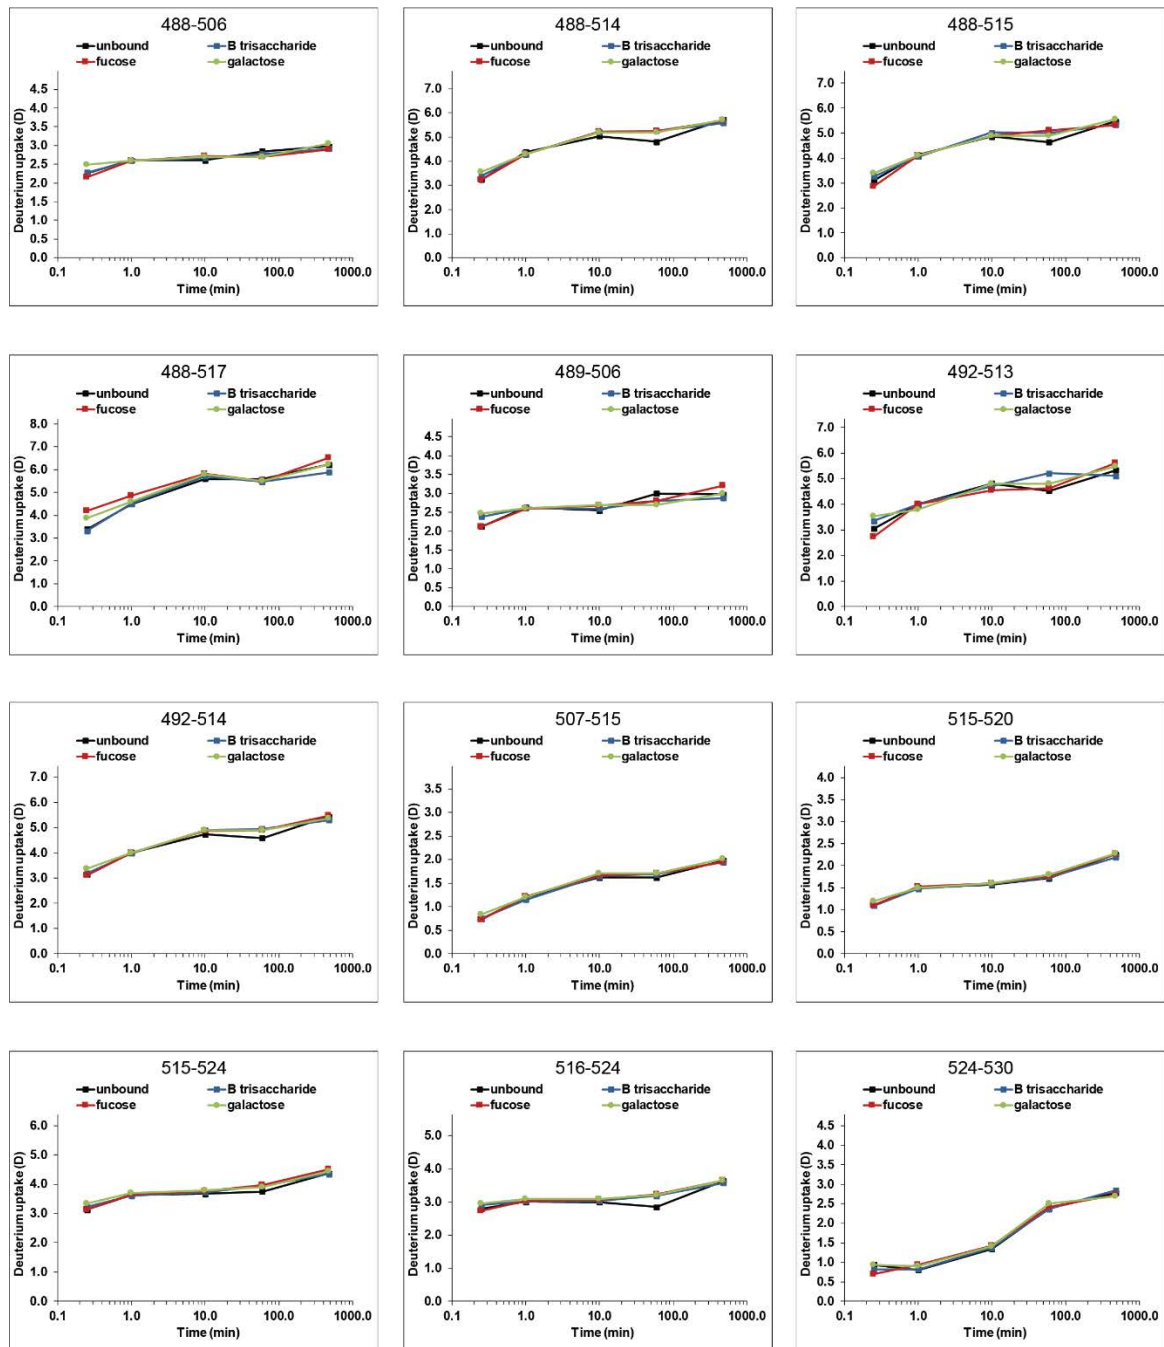 488-506
unbound B trisaccharide
fucose galactose
Deuterium uptake (D)
4.5
4.0
3.5
3.0
2.5
2.0
1.5
1.0
0.5
0.0
0.1 1.0 10.0 100.0 1000.0
Time (min)
488-514
unbound B trisaccharide
fucose galactose
Deuterium uptake (D)
7.0
6.0
5.0
4.0
3.0
2.0
1.0
0.0
0.1 1.0 10.0 100.0 1000.0
Time (min)
488-515
unbound B trisaccharide
fucose galactose
Deuterium uptake (D)
7.0
6.0
5.0
4.0
3.0
2.0
1.0
0.0
0.1 1.0 10.0 100.0 1000.0
Time (min)
488-517
unbound B trisaccharide
fucose galactose
Deuterium uptake (D)
8.0
7.0
6.0
5.0
4.0
3.0
2.0
1.0
0.0
0.1 1.0 10.0 100.0 1000.0
Time (min)
489-506
unbound B trisaccharide
fucose galactose
Deuterium uptake (D)
4.5
4.0
3.5
3.0
2.5
2.0
1.5
1.0
0.5
0.0
0.1 1.0 10.0 100.0 1000.0
Time (min)
492-513
unbound B trisaccharide
fucose galactose
Deuterium uptake (D)
7.0
6.0
5.0
4.0
3.0
2.0
1.0
0.0
0.1 1.0 10.0 100.0 1000.0
Time (min)
492-514
unbound B trisaccharide
fucose galactose
Deuterium uptake (D)
7.0
6.0
5.0
4.0
3.0
2.0
1.0
0.0
0.1 1.0 10.0 100.0 1000.0
Time (min)
507-515
unbound B trisaccharide
fucose galactose
Deuterium uptake (D)
3.5
3.0
2.5
2.0
1.5
1.0
0.5
0.0
0.1 1.0 10.0 100.0 1000.0
Time (min)
515-520
unbound B trisaccharide
fucose galactose
Deuterium uptake (D)
4.0
3.5
3.0
2.5
2.0
1.5
1.0
0.5
0.0
0.1 1.0 10.0 100.0 1000.0
Time (min)
515-524
unbound B trisaccharide
fucose galactose
Deuterium uptake (D)
6.0
5.0
4.0
3.0
2.0
1.0
0.0
0.1 1.0 10.0 100.0 1000.0
Time (min)
516-524
unbound B trisaccharide
fucose galactose
Deuterium uptake (D)
5.0
4.0
3.0
2.0
1.0
0.0
0.1 1.0 10.0 100.0 1000.0
Time (min)
524-530
unbound B trisaccharide
fucose galactose
Deuterium uptake (D)
4.5
4.0
3.5
3.0
2.5
2.0
1.5
1.0
0.5
0.0
0.1 1.0 10.0 100.0 1000.0
Time (min)